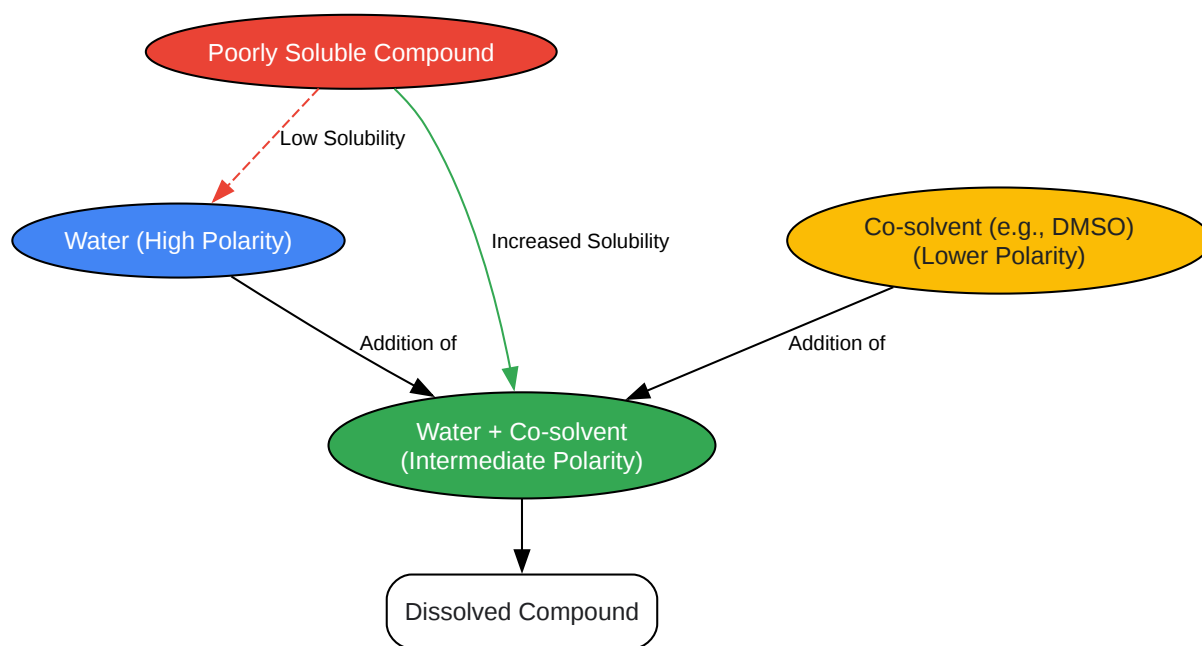 Poorly Soluble Compound
Low Solubility
Water (High Polarity)
Increased Solubility
Co-solvent (e.g., DMSO)
(Lower Polarity)
Addition of
Addition of
Water + Co-solvent
(Intermediate Polarity)
Dissolved Compound